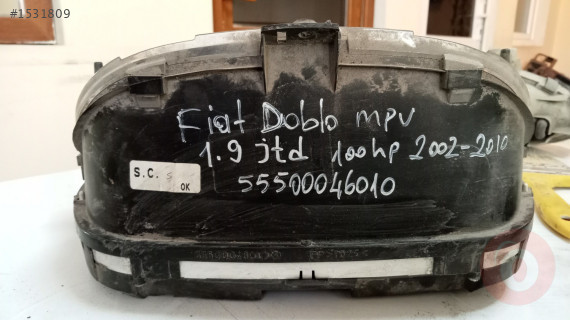 #1531809
Fiat Doblo mpv
1.9 jtd 100hp 2002-2010
S.C. S
OK
55500046010